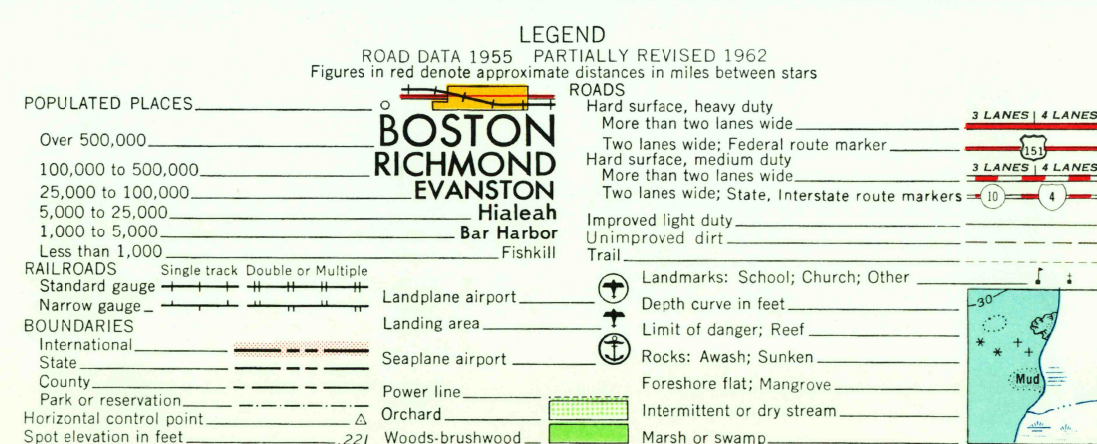 LEGEND
ROAD DATA 1955 PARTIALLY REVISED 1962
Figures in red denote approximate distances in miles between stars
POPULATED PLACES
Over 500,000 BOSTON
100,000 to 500,000 RICHMOND
25,000 to 100,000 EVANSTON
5,000 to 25,000 Hialeah
1,000 to 5,000 Bar Harbor
Less than 1,000 Fishkill
ROADS
Hard surface, heavy duty
More than two lanes wide 3 LANES | 4 LANES
Two lanes wide; Federal route marker 151
Hard surface, medium duty
More than two lanes wide 3 LANES | 4 LANES
Two lanes wide; State, Interstate route markers 10 4
Improved light duty
Unimproved dirt
Trail
RAILROADS Single track Double or Multiple
Standard gauge
Narrow gauge
BOUNDARIES
International
State
County
Park or reservation
Horizontal control point
Spot elevation in feet .221
Landplane airport
Landing area
Seaplane airport
Power line
Orchard
Woods-brushwood
Landmarks: School; Church; Other
Depth curve in feet 30
Limit of danger; Reef
Rocks: Awash; Sunken
Foreshore flat; Mangrove Mud
Intermittent or dry stream
Marsh or swamp